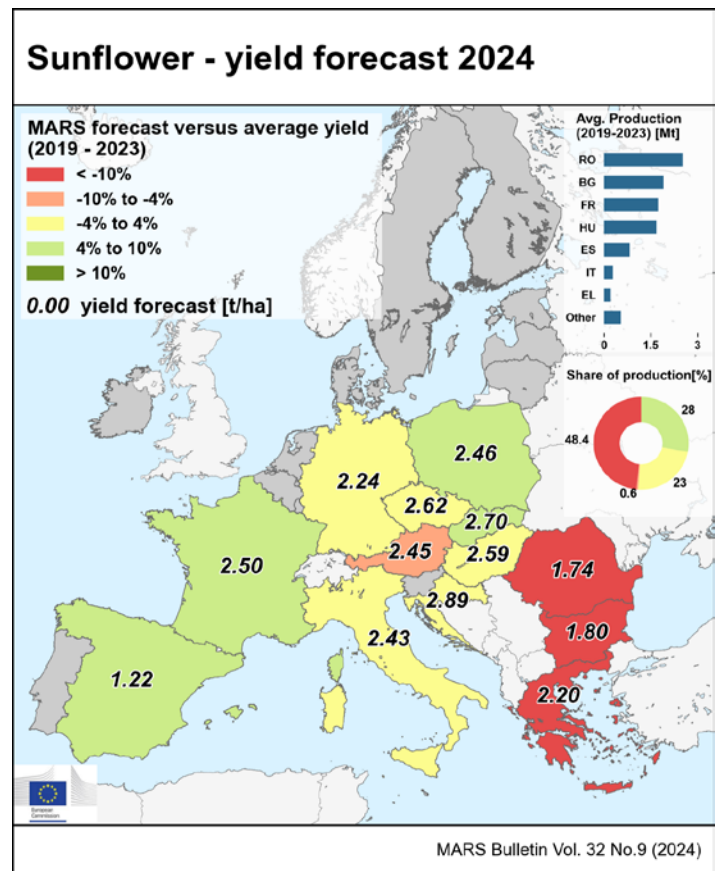 Sunflower - yield forecast 2024
MARS forecast versus average yield
(2019 - 2023)
< -10%
-10% to -4%
-4% to 4%
4% to 10%
> 10%
0.00 yield forecast [t/ha]
Avg. Production
(2019-2023) [Mt]
RO
BG
FR
HU
ES
IT
EL
Other
0 1.5 3
Share of production[%]
28
48.4
0.6
23
2.46
2.24
2.62
2.70
2.45
2.59
2.50
1.74
2.89
1.80
2.43
2.20
1.22
European
Commission
MARS Bulletin Vol. 32 No.9 (2024)